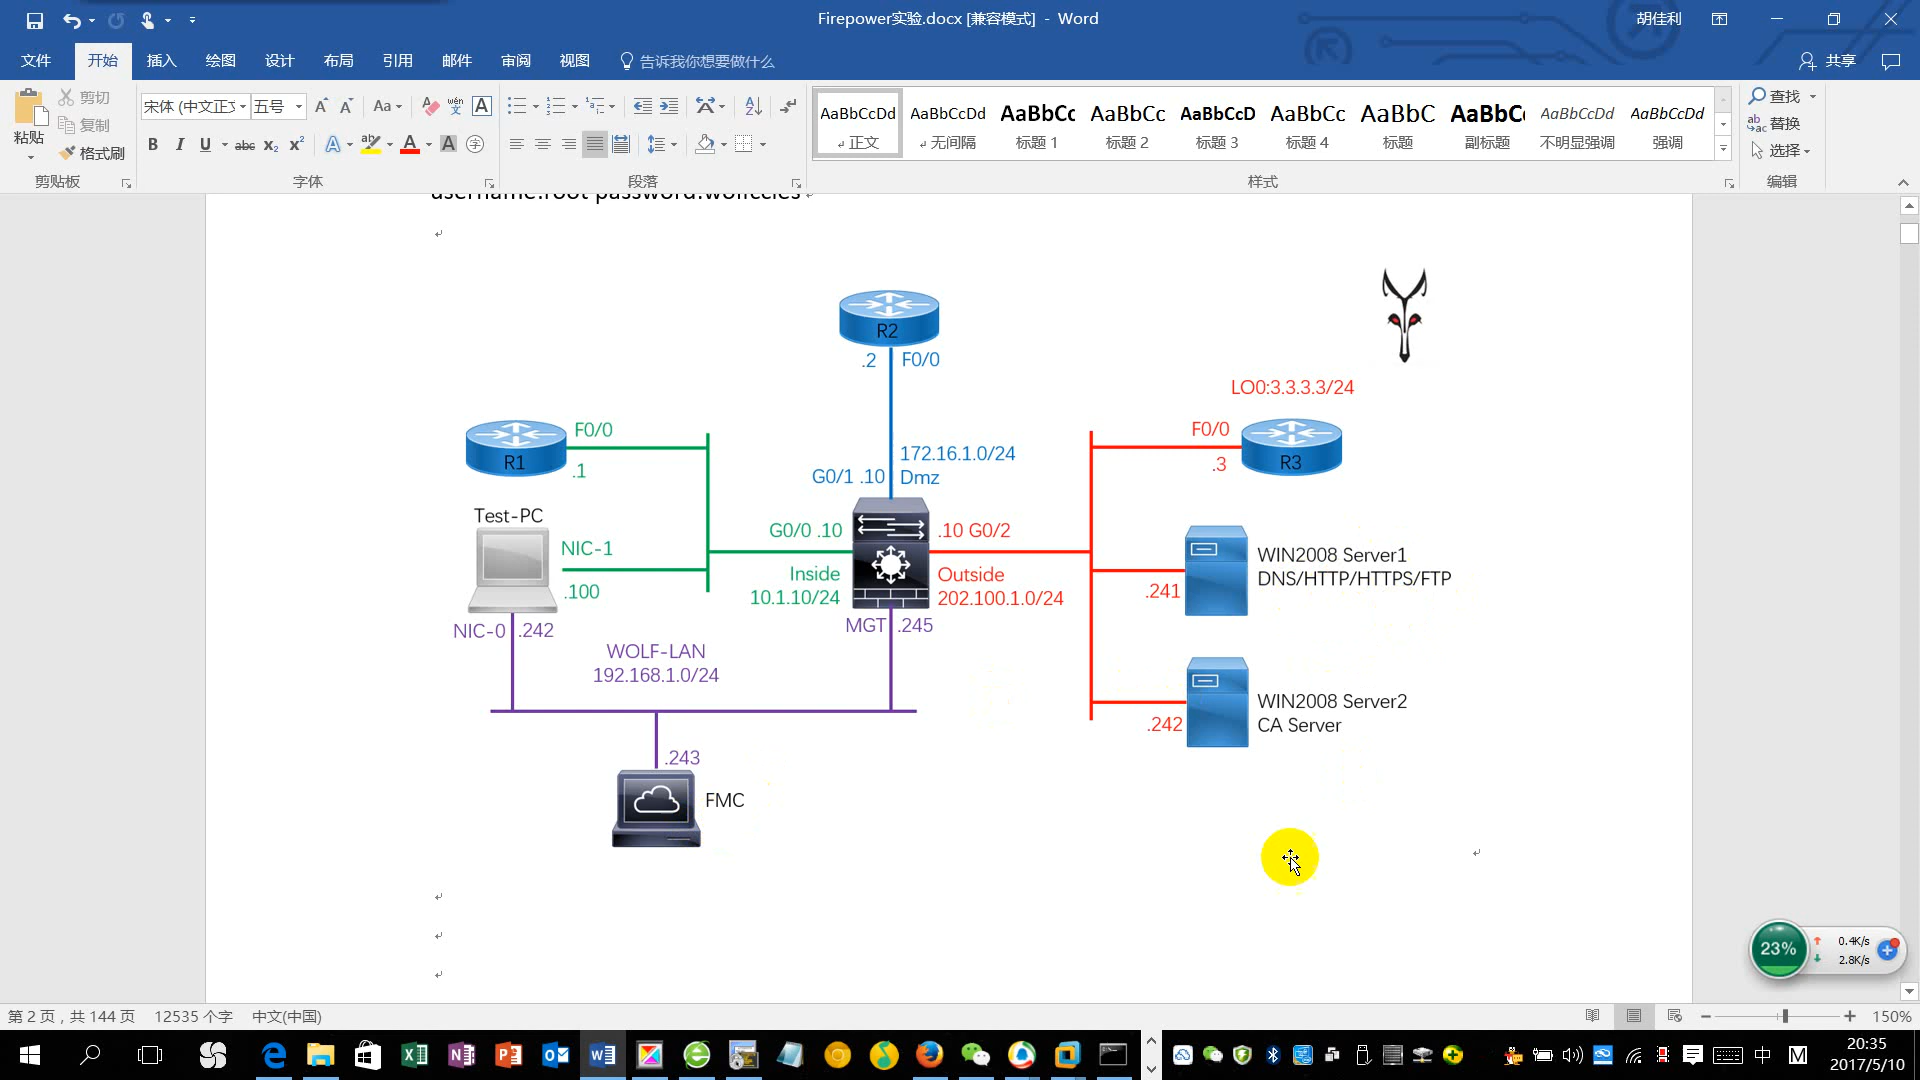 Firepower实验.docx [兼容模式] - Word
胡佳利
文件 开始 插入 绘图 设计 布局 引用 邮件 审阅 视图 告诉我你想要做什么
共享
粘贴
剪切
复制
格式刷
剪贴板
宋体 (中文正文 五号
字体
段落
AaBbCcDd AaBbCcDd AaBbCc AaBbCc AaBbCcD AaBbCc AaBbC AaBbC AaBbCcDd AaBbCcDd
正文 无间隔 标题 1 标题 2 标题 3 标题 4 标题 副标题 不明显强调 强调
样式
查找
替换
选择
编辑
username:root password:wolfccies
R2
.2 F0/0
LO0:3.3.3.3/24
F0/0
R1
.1
F0/0
R3
.3
172.16.1.0/24
G0/1 .10 Dmz
Test-PC
NIC-1
.100
G0/0 .10
Inside
10.1.10/24
.10 G0/2
Outside
202.100.1.0/24
WIN2008 Server1
DNS/HTTP/HTTPS/FTP
.241
NIC-0 .242
MGT .245
WOLF-LAN
192.168.1.0/24
WIN2008 Server2
CA Server
.242
.243
FMC
23%
0.4K/s
2.8K/s
第 2 页，共 144 页 12535 个字 中文(中国)
150%
中
M
20:35
2017/5/10